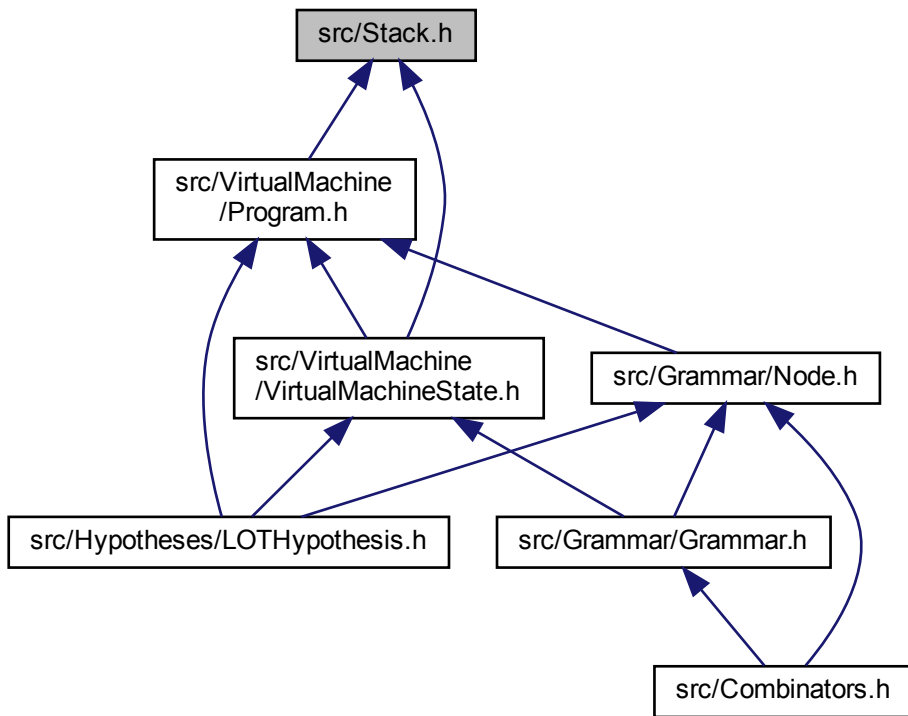 src/Stack.h
src/VirtualMachine
/Program.h
src/VirtualMachine
/VirtualMachineState.h
src/Grammar/Node.h
src/Hypotheses/LOTHypothesis.h
src/Grammar/Grammar.h
src/Combinators.h